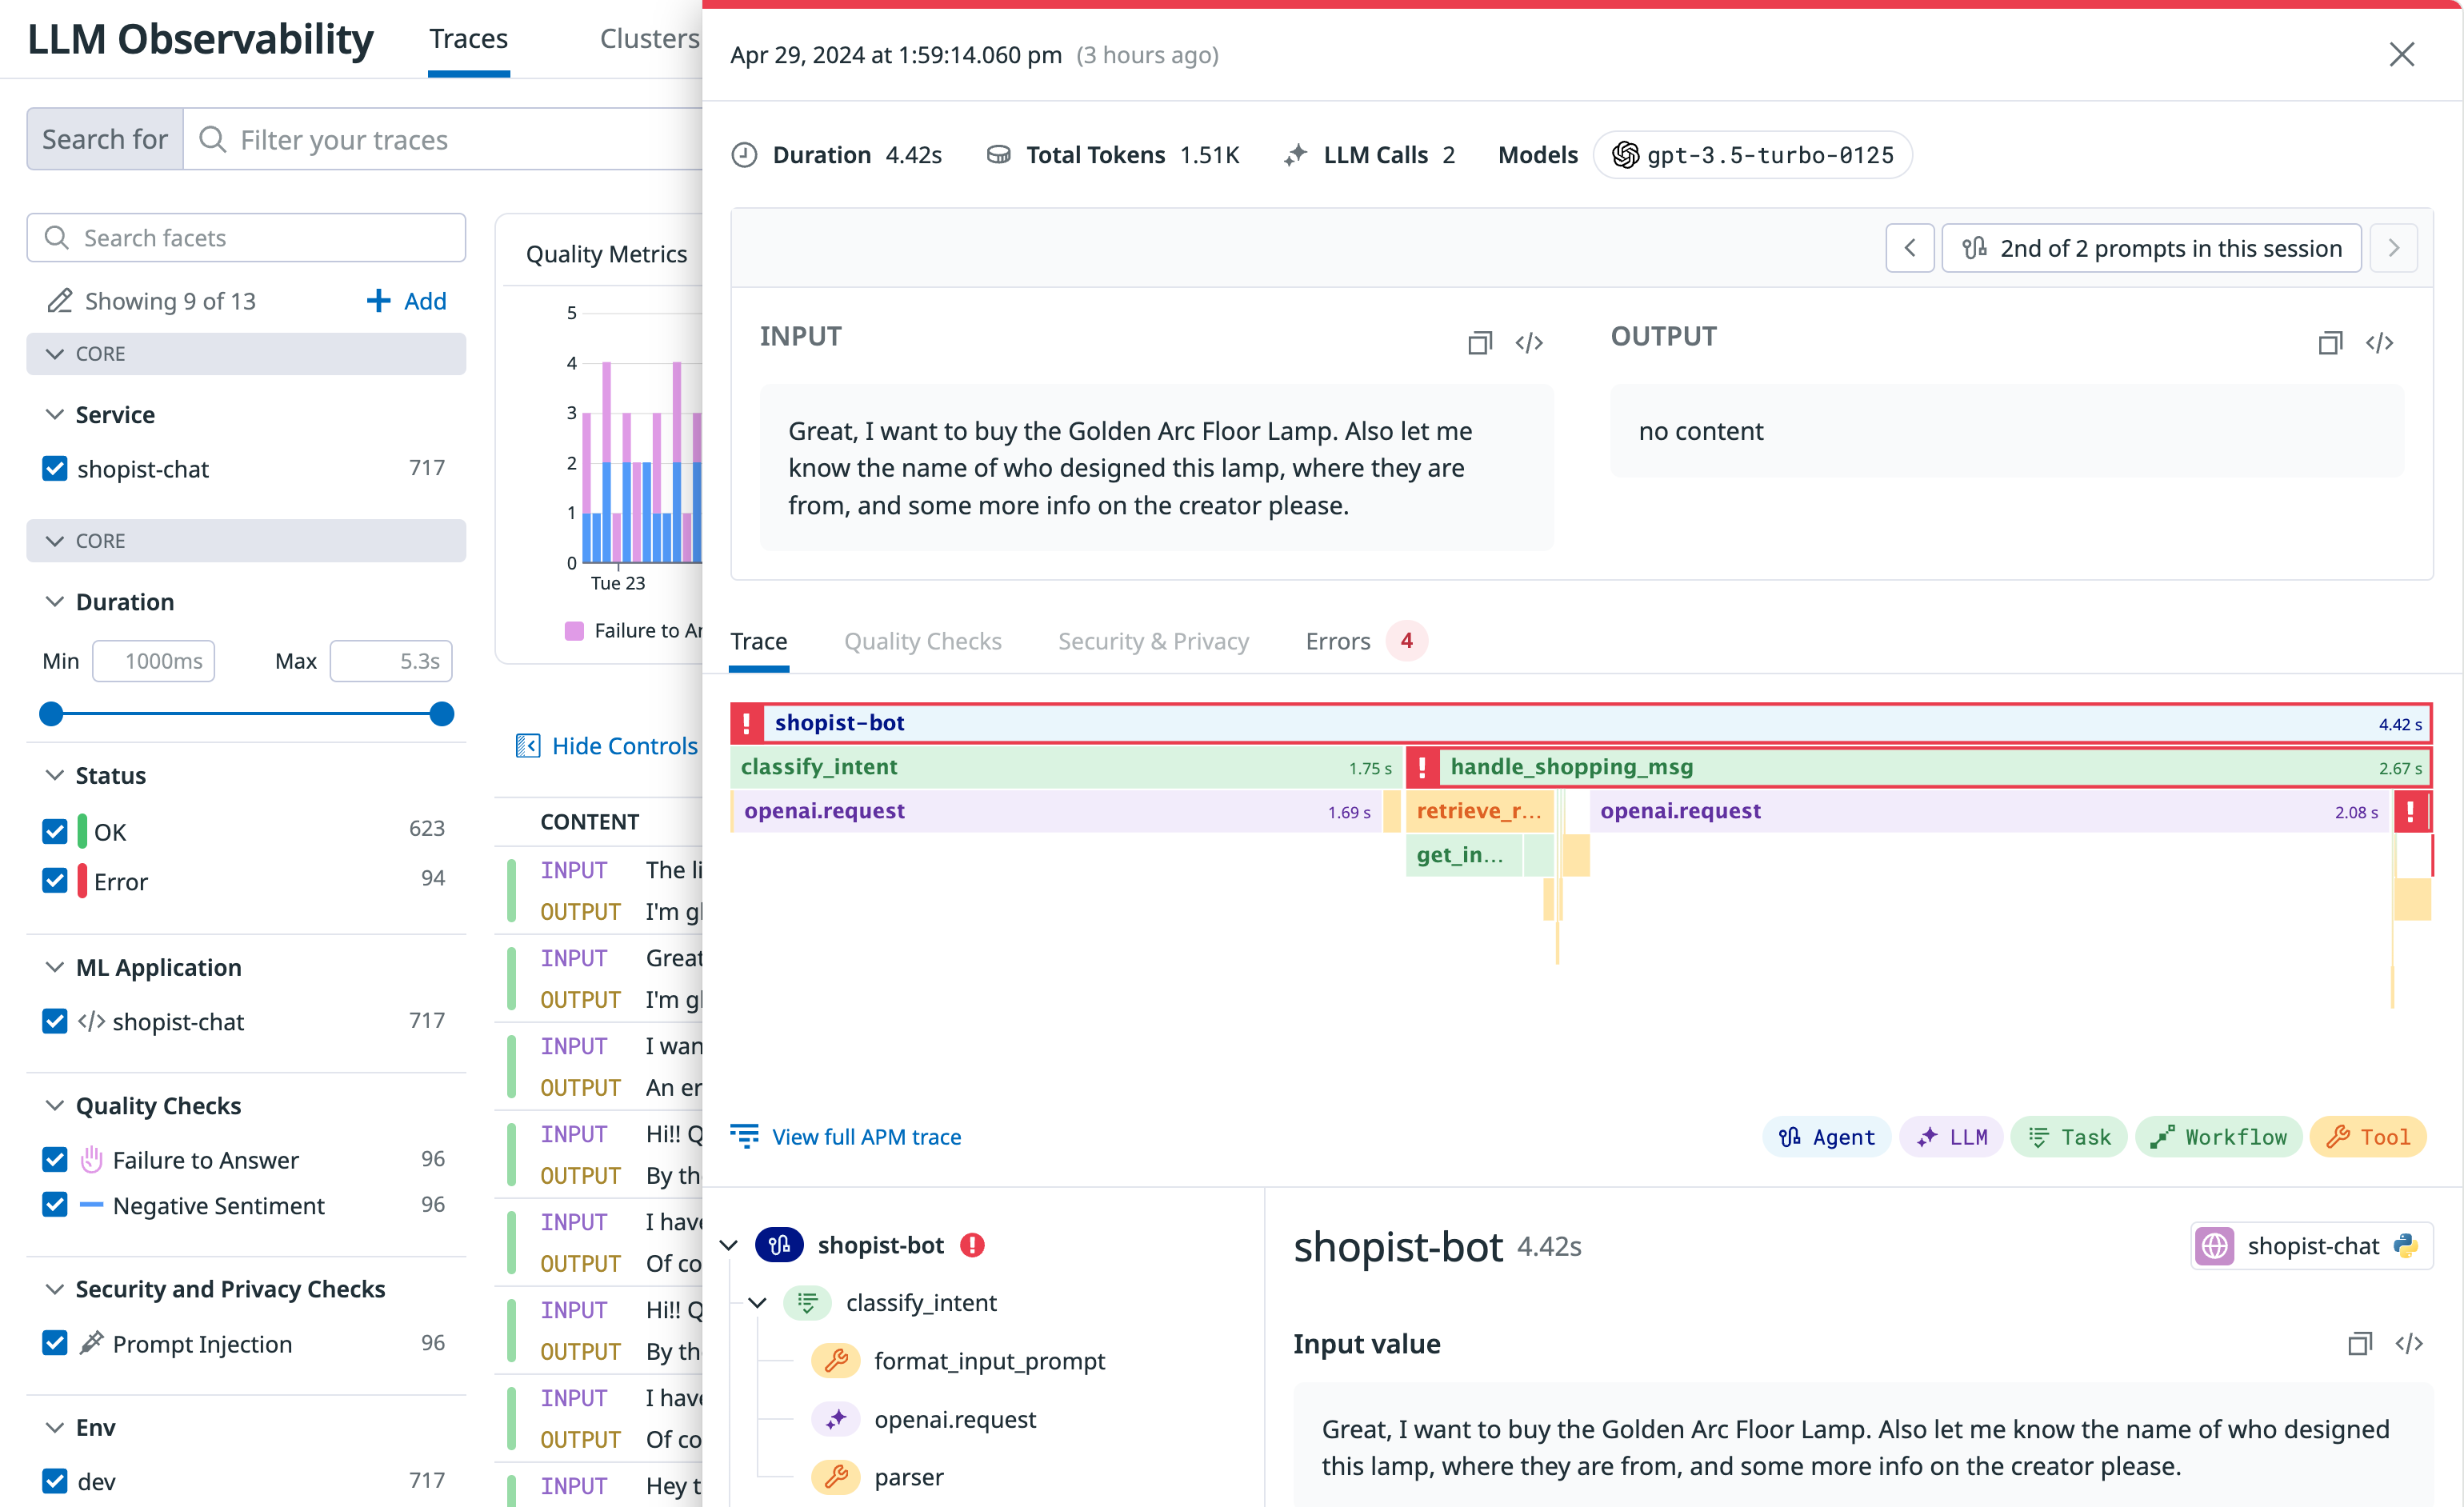 LLM Observability
Traces
Clusters
Search for
Filter your traces
Search facets
Showing 9 of 13
Add
CORE
Service
shopist-chat 717
CORE
Duration
Min 1000ms Max 5.3s
Status
OK 623
Error 94
ML Application
</> shopist-chat 717
Quality Checks
Failure to Answer 96
Negative Sentiment 96
Security and Privacy Checks
Prompt Injection 96
Env
dev 717
Quality Metrics
5
4
3
2
1
0
Tue 23
Failure to
Hide Controls
CONTENT
INPUT The
OUTPUT I'm
INPUT Great
OUTPUT I'm
INPUT I
OUTPUT An
INPUT Hi!!
OUTPUT By
INPUT I have
OUTPUT Of
INPUT Hi!!
OUTPUT By
INPUT I have
OUTPUT Of
INPUT Hey
Apr 29, 2024 at 1:59:14.060 pm (3 hours ago)
Duration 4.42s Total Tokens 1.51K LLM Calls 2 Models gpt-3.5-turbo-0125
2nd of 2 prompts in this session
INPUT </>
Great, I want to buy the Golden Arc Floor Lamp. Also let me
know the name of who designed this lamp, where they are
from, and some more info on the creator please.
OUTPUT </>
no content
Trace Quality Checks Security & Privacy Errors 4
! shopist-bot 4.42 s
classify_intent 1.75 s ! handle_shopping_msg 2.67 s
openai.request 1.69 s retrieve_r... openai.request 2.08 s !
get_in...
View full APM trace
Agent LLM Task Workflow Tool
shopist-bot !
classify_intent
format_input_prompt
openai.request
parser
shopist-bot 4.42s
shopist-chat
Input value </>
Great, I want to buy the Golden Arc Floor Lamp. Also let me know the name of who designed
this lamp, where they are from, and some more info on the creator please.